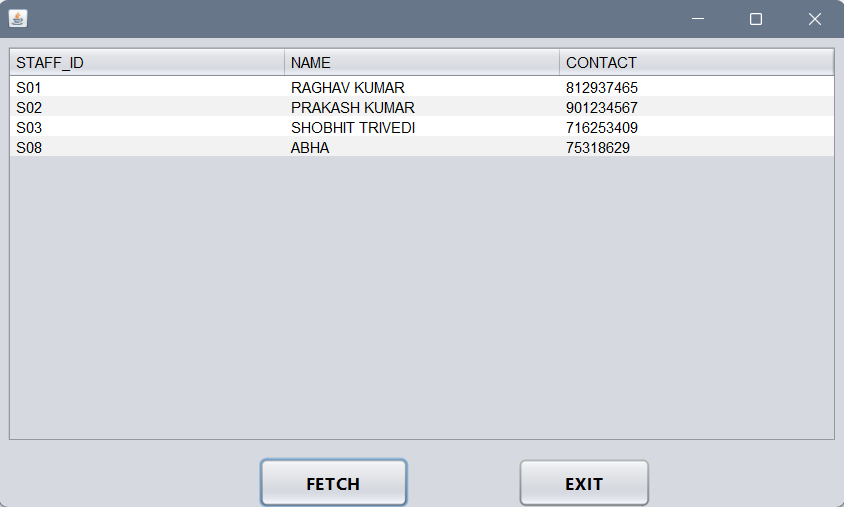 STAFF_ID NAME CONTACT
S01 RAGHAV KUMAR 812937465
S02 PRAKASH KUMAR 901234567
S03 SHOBHIT TRIVEDI 716253409
S08 ABHA 75318629
FETCH EXIT